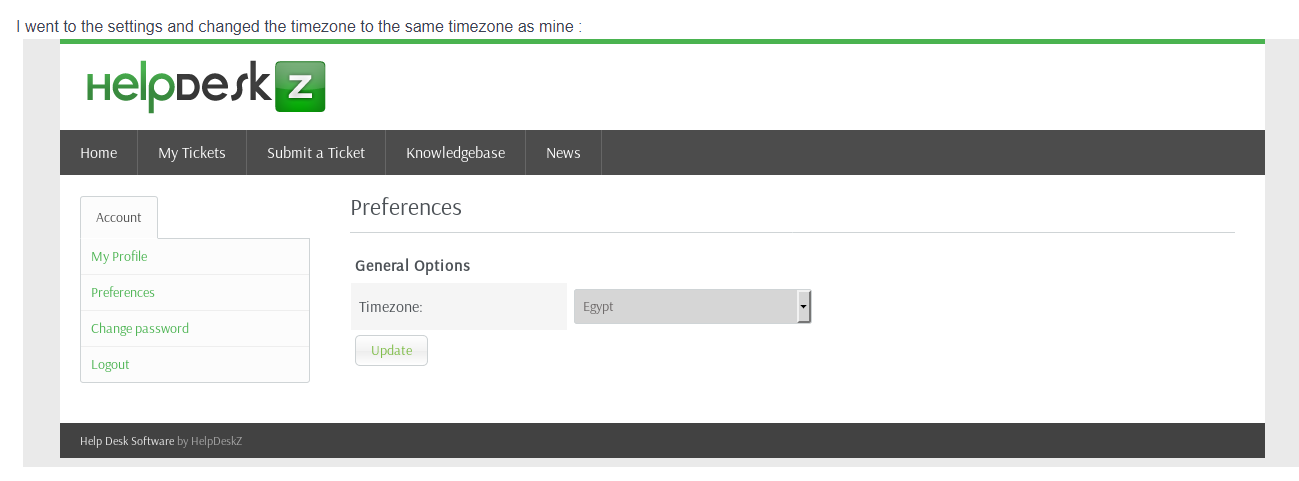 I went to the settings and changed the timezone to the same timezone as mine :
HelpDesk Z
Home My Tickets Submit a Ticket Knowledgebase News
Account
My Profile
Preferences
Change password
Logout
Preferences
General Options
Timezone: Egypt
Update
Help Desk Software by HelpDeskZ